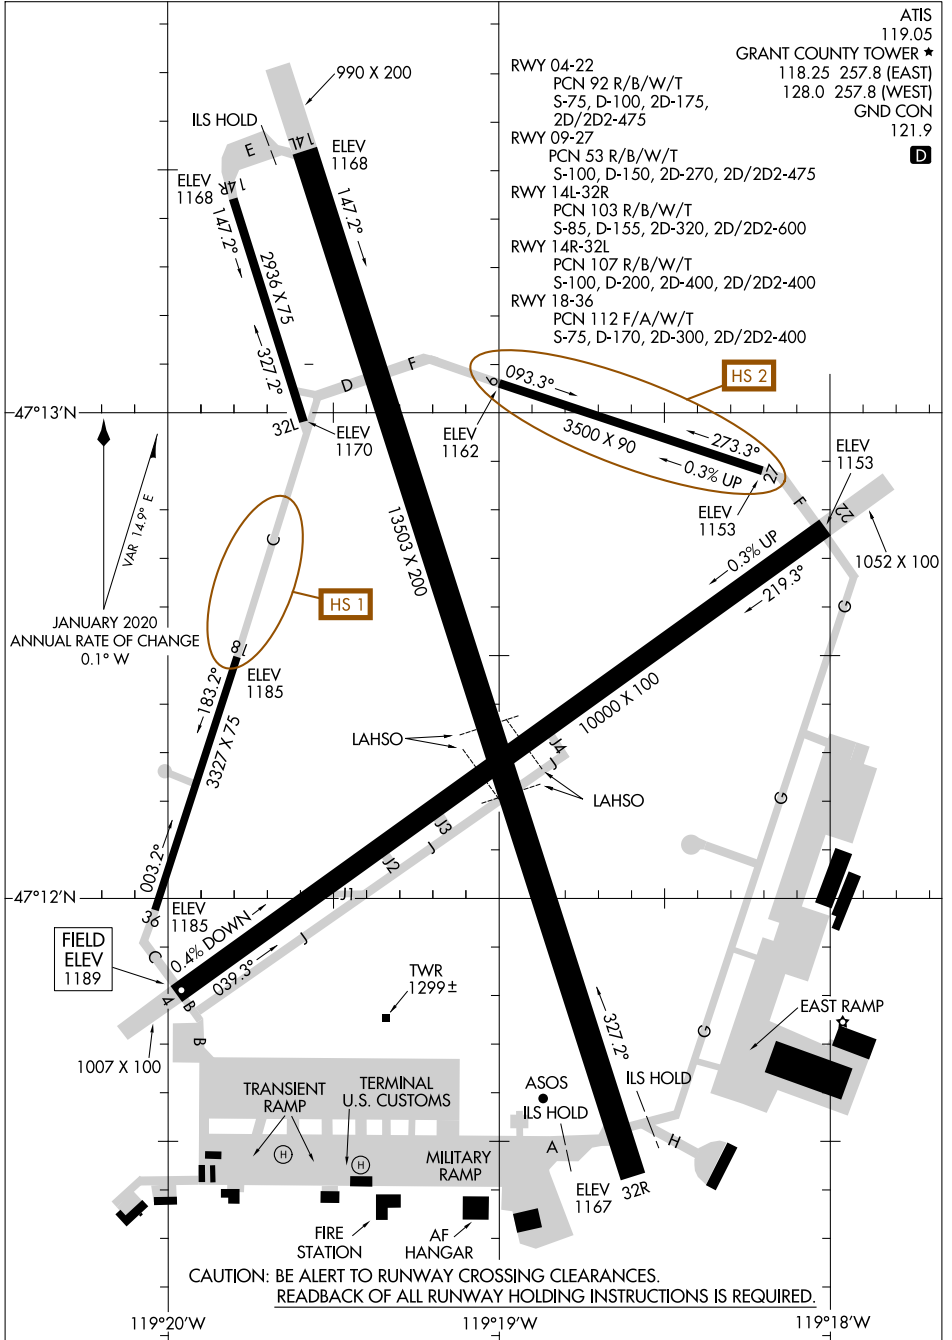 ATIS
119.05
GRANT COUNTY TOWER ★
118.25 257.8 (EAST)
128.0 257.8 (WEST)
GND CON
121.9
D
RWY 04-22
PCN 92 R/B/W/T
S-75, D-100, 2D-175,
2D/2D2-475
RWY 09-27
PCN 53 R/B/W/T
S-100, D-150, 2D-270, 2D/2D2-475
RWY 14L-32R
PCN 103 R/B/W/T
S-85, D-155, 2D-320, 2D/2D2-600
RWY 14R-32L
PCN 107 R/B/W/T
S-100, D-200, 2D-400, 2D/2D2-400
RWY 18-36
PCN 112 F/A/W/T
S-75, D-170, 2D-300, 2D/2D2-400
990 X 200
ILS HOLD
E
14L
ELEV
1168
ELEV
1168
14R
147.2°
147.2°
2936 X 75
327.2°
32L
ELEV
1170
D
F
HS 2
9
093.3°
3500 X 90
273.3°
0.3% UP
27
ELEV
1162
ELEV
1153
ELEV
1153
F
22
1052 X 100
47°13'N
VAR 14.9° E
JANUARY 2020
ANNUAL RATE OF CHANGE
0.1° W
C
HS 1
18
ELEV
1185
183.2°
3327 X 75
003.2°
36
ELEV
1185
13503 X 200
0.3% UP
219.3°
10000 X 100
G
LAHSO
LAHSO
J4
J
J3
J
J2
J1
J
G
47°12'N
FIELD
ELEV
1189
C
0.4% DOWN
039.3°
4
B
B
1007 X 100
TWR
1299±
327.2°
G
EAST RAMP
ILS HOLD
ASOS
ILS HOLD
A
H
TRANSIENT
RAMP
TERMINAL
U.S. CUSTOMS
H
H
MILITARY
RAMP
ELEV
1167
32R
FIRE
STATION
AF
HANGAR
CAUTION: BE ALERT TO RUNWAY CROSSING CLEARANCES.
READBACK OF ALL RUNWAY HOLDING INSTRUCTIONS IS REQUIRED.
119°20'W
119°19'W
119°18'W